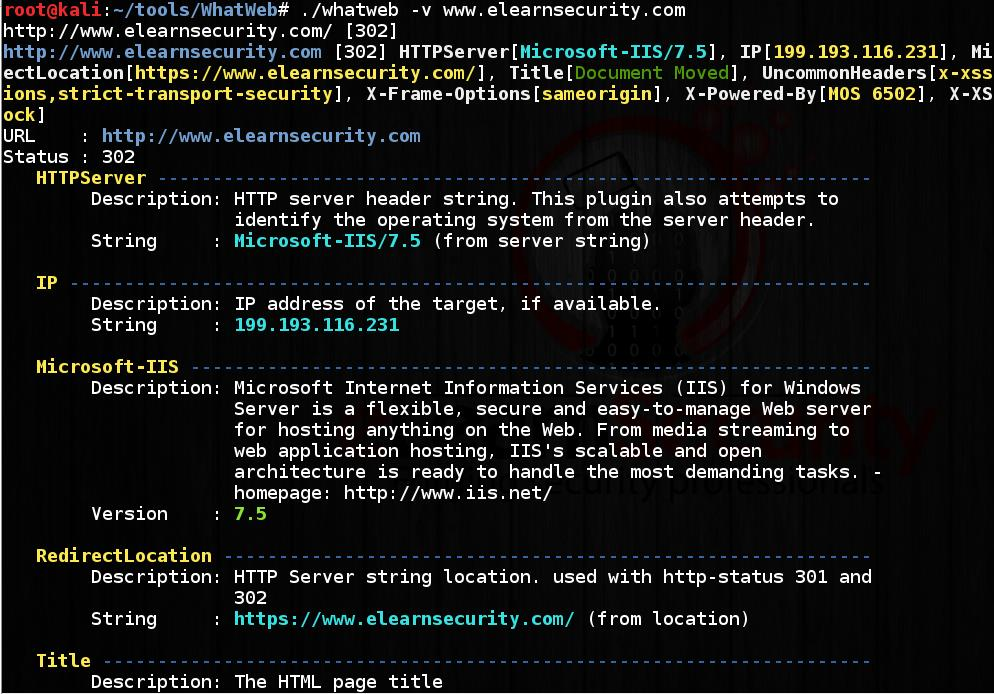 root@kali:~/tools/WhatWeb# ./whatweb -v www.elearnsecurity.com
http://www.elearnsecurity.com/ [302]
http://www.elearnsecurity.com [302] HTTPServer[Microsoft-IIS/7.5], IP[199.193.116.231], Mi
ectLocation[https://www.elearnsecurity.com/], Title[Document Moved], UncommonHeaders[x-xss
ions,strict-transport-security], X-Frame-Options[sameorigin], X-Powered-By[MOS 6502], X-XS
ock]
URL    : http://www.elearnsecurity.com
Status : 302
HTTPServer ------------------------------------------------------------------
Description: HTTP server header string. This plugin also attempts to
identify the operating system from the server header.
String     : Microsoft-IIS/7.5 (from server string)
IP --------------------------------------------------------------------------
Description: IP address of the target, if available.
String     : 199.193.116.231
Microsoft-IIS ---------------------------------------------------------------
Description: Microsoft Internet Information Services (IIS) for Windows
Server is a flexible, secure and easy-to-manage Web server
for hosting anything on the Web. From media streaming to
web application hosting, IIS's scalable and open
architecture is ready to handle the most demanding tasks. -
homepage: http://www.iis.net/
Version    : 7.5
RedirectLocation ------------------------------------------------------------
Description: HTTP Server string location. used with http-status 301 and
302
String     : https://www.elearnsecurity.com/ (from location)
Title -----------------------------------------------------------------------
Description: The HTML page title